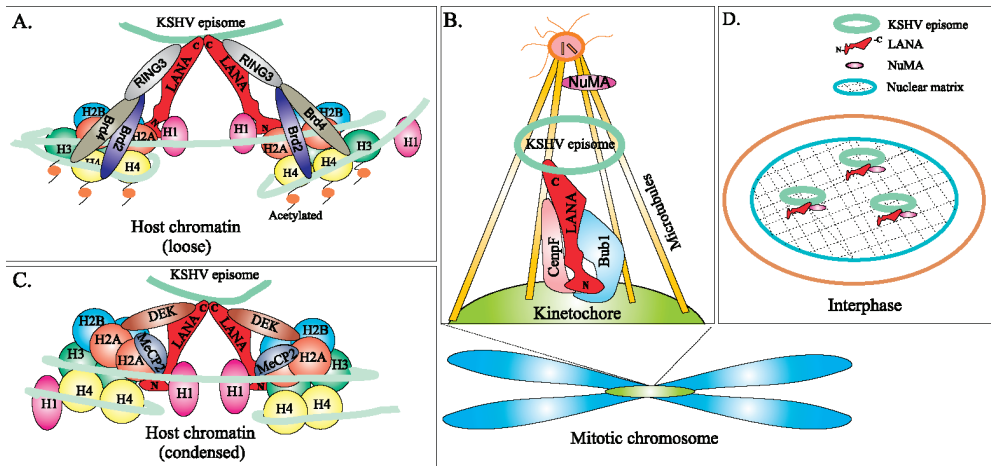 A.
KSHV episome
C C
RING3
LANA
LANA
RING3
Brd4
Brd2
Brd4
Brd2
H2B
H2A
N
H1
H1
N
H2A
H2B
H3
H4
H4
H4
H4
H3
H1
Acetylated
Host chromatin
(loose)
B.
NuMA
KSHV episome
C
LANA
CenpF
Bub1
N
Microtubules
Kinetochore
C.
KSHV episome
C C
DEK
LANA
LANA
DEK
H2B
H2A
H2A
MeCP2
MeCP2
H2A
H2B
H3
H3
N
N
H1
H4
H4
H1
H1
H4
H4
Host chromatin
(condensed)
Mitotic chromosome
D.
KSHV episome
N
C
LANA
NuMA
Nuclear matrix
Interphase